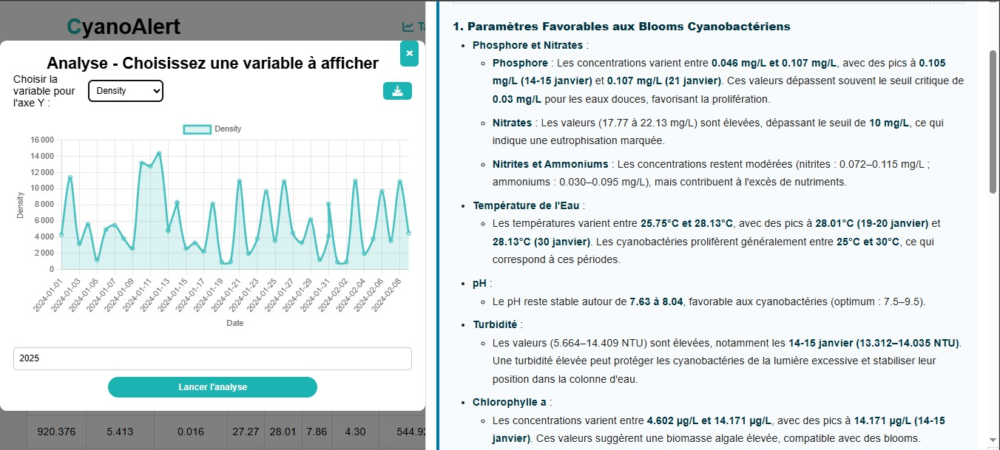 CyanoAlert
Ta
Analyse - Choisissez une variable à afficher
×
Choisir la
variable pour
l'axe Y :
Density
Density
16 000
14 000
12 000
10 000
8 000
6 000
4 000
2 000
0
Density
2024-01-01
2024-01-03
2024-01-05
2024-01-07
2024-01-09
2024-01-11
2024-01-13
2024-01-15
2024-01-17
2024-01-19
2024-01-21
2024-01-23
2024-01-25
2024-01-27
2024-01-29
2024-01-31
2024-02-02
2024-02-04
2024-02-06
2024-02-08
Date
2025
Lancer l'analyse
920.376 5.413 0.016 27.27 28.01 7.86 4.30 544.92
1. Paramètres Favorables aux Blooms Cyanobactériens
• Phosphore et Nitrates :
Phosphore : Les concentrations varient entre 0.046 mg/L et 0.107 mg/L, avec des pics à 0.105
mg/L (14-15 janvier) et 0.107 mg/L (21 janvier). Ces valeurs dépassent souvent le seuil critique de
0.03 mg/L pour les eaux douces, favorisant la prolifération.
Nitrates : Les valeurs (17.77 à 22.13 mg/L) sont élevées, dépassant le seuil de 10 mg/L, ce qui
indique une eutrophisation marquée.
Nitrites et Ammoniums : Les concentrations restent modérées (nitrites : 0.072–0.115 mg/L ;
ammoniums : 0.030–0.095 mg/L), mais contribuent à l'excès de nutriments.
• Température de l'Eau :
Les températures varient entre 25.75°C et 28.13°C, avec des pics à 28.01°C (19-20 janvier) et
28.13°C (30 janvier). Les cyanobactéries prolifèrent généralement entre 25°C et 30°C, ce qui
correspond à ces périodes.
• pH :
Le pH reste stable autour de 7.63 à 8.04, favorable aux cyanobactéries (optimum : 7.5–9.5).
• Turbidité :
Les valeurs (5.664–14.409 NTU) sont élevées, notamment les 14-15 janvier (13.312–14.035 NTU).
Une turbidité élevée peut protéger les cyanobactéries de la lumière excessive et stabiliser leur
position dans la colonne d'eau.
• Chlorophylle a :
Les concentrations varient entre 4.602 µg/L et 14.171 µg/L, avec des pics à 14.171 µg/L (14-15
janvier). Ces valeurs suggèrent une biomasse algale élevée, compatible avec des blooms.